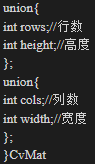 union{
int rows;//行数
int height;//高度
};
union{
int cols;//列数
int width;//宽度
};
}CvMat